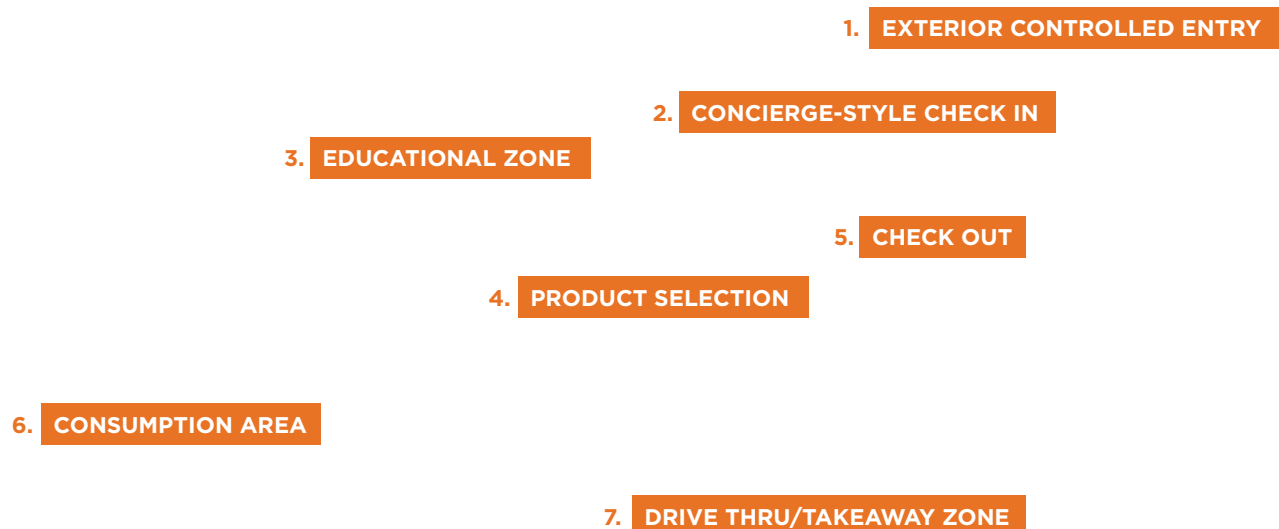 1. EXTERIOR CONTROLLED ENTRY
2. CONCIERGE-STYLE CHECK IN
3. EDUCATIONAL ZONE
5. CHECK OUT
4. PRODUCT SELECTION
6. CONSUMPTION AREA
7. DRIVE THRU/TAKEAWAY ZONE